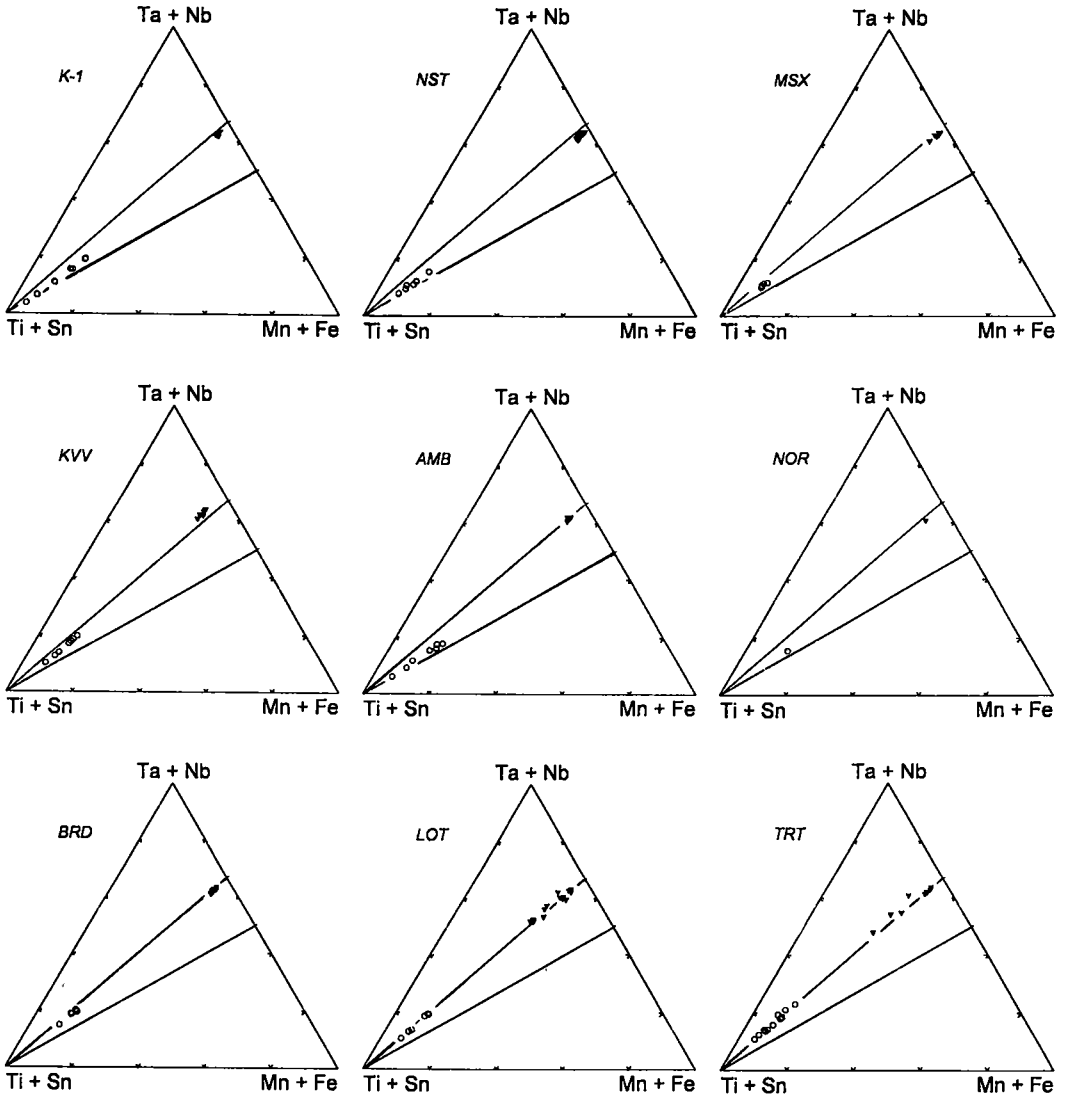 Ta + Nb Ta + Nb Ta + Nb
K-1 NST MSX
Ti + Sn Mn + Fe Ti + Sn Mn + Fe Ti + Sn Mn + Fe
Ta + Nb Ta + Nb Ta + Nb
KVV AMB NOR
Ti + Sn Mn + Fe Ti + Sn Mn + Fe Ti + Sn Mn + Fe
Ta + Nb Ta + Nb Ta + Nb
BRD LOT TRT
Ti + Sn Mn + Fe Ti + Sn Mn + Fe Ti + Sn Mn + Fe